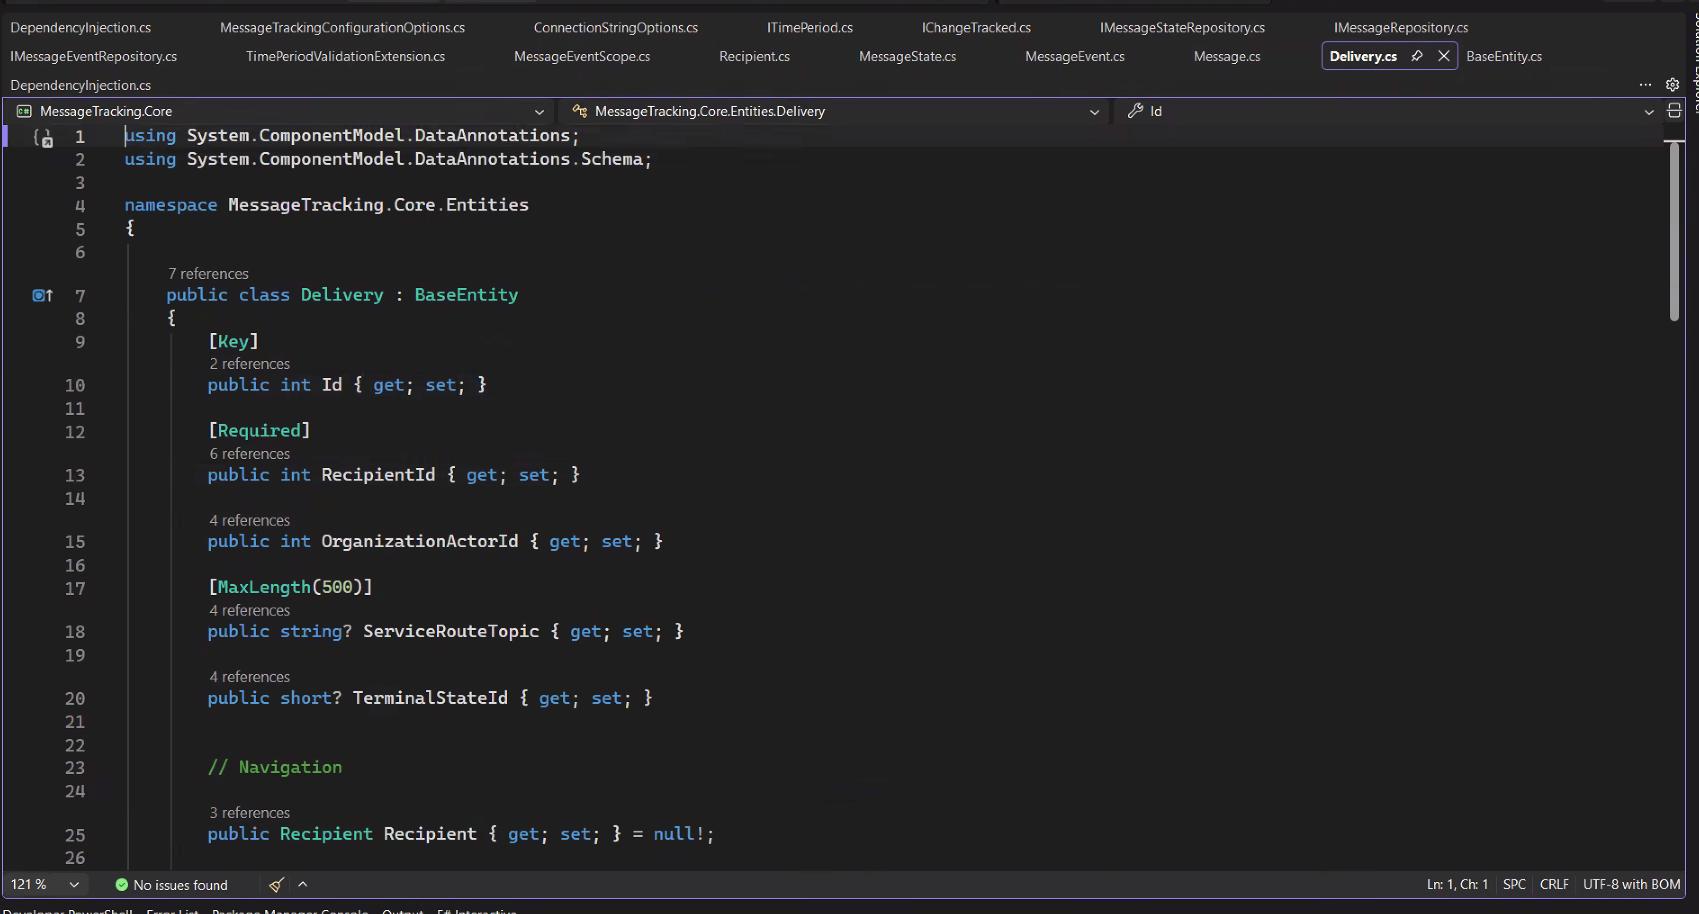 DependencyInjection.cs MessageTrackingConfigurationOptions.cs ConnectionStringOptions.cs ITimePeriod.cs IChangeTracked.cs IMessageStateRepository.cs IMessageRepository.cs
IMessageEventRepository.cs TimePeriodValidationExtension.cs MessageEventScope.cs Recipient.cs MessageState.cs MessageEvent.cs Message.cs Delivery.cs BaseEntity.cs
DependencyInjection.cs
MessageTracking.Core MessageTracking.Core.Entities.Delivery Id
1 using System.ComponentModel.DataAnnotations;
2 using System.ComponentModel.DataAnnotations.Schema;
3
4 namespace MessageTracking.Core.Entities
5 {
6
7 references
7 public class Delivery : BaseEntity
8 {
9 [Key]
2 references
10 public int Id { get; set; }
11
12 [Required]
6 references
13 public int RecipientId { get; set; }
14
4 references
15 public int OrganizationActorId { get; set; }
16
17 [MaxLength(500)]
4 references
18 public string? ServiceRouteTopic { get; set; }
19
4 references
20 public short? TerminalStateId { get; set; }
21
22
23 // Navigation
24
3 references
25 public Recipient Recipient { get; set; } = null!;
26
121 % No issues found Ln: 1, Ch: 1 SPC CRLF UTF-8 with BOM